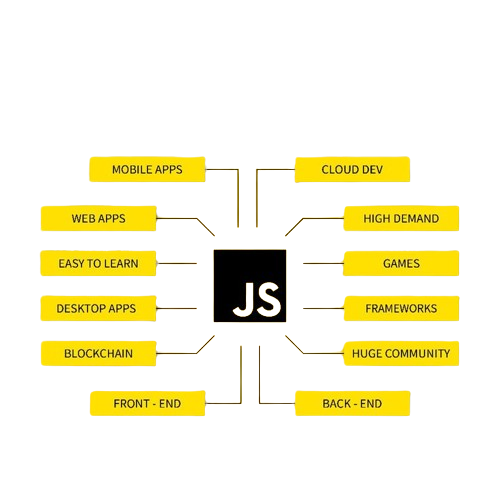 MOBILE APPS
CLOUD DEV
WEB APPS
HIGH DEMAND
EASY TO LEARN
GAMES
JS
DESKTOP APPS
FRAMEWORKS
BLOCKCHAIN
HUGE COMMUNITY
FRONT - END
BACK - END